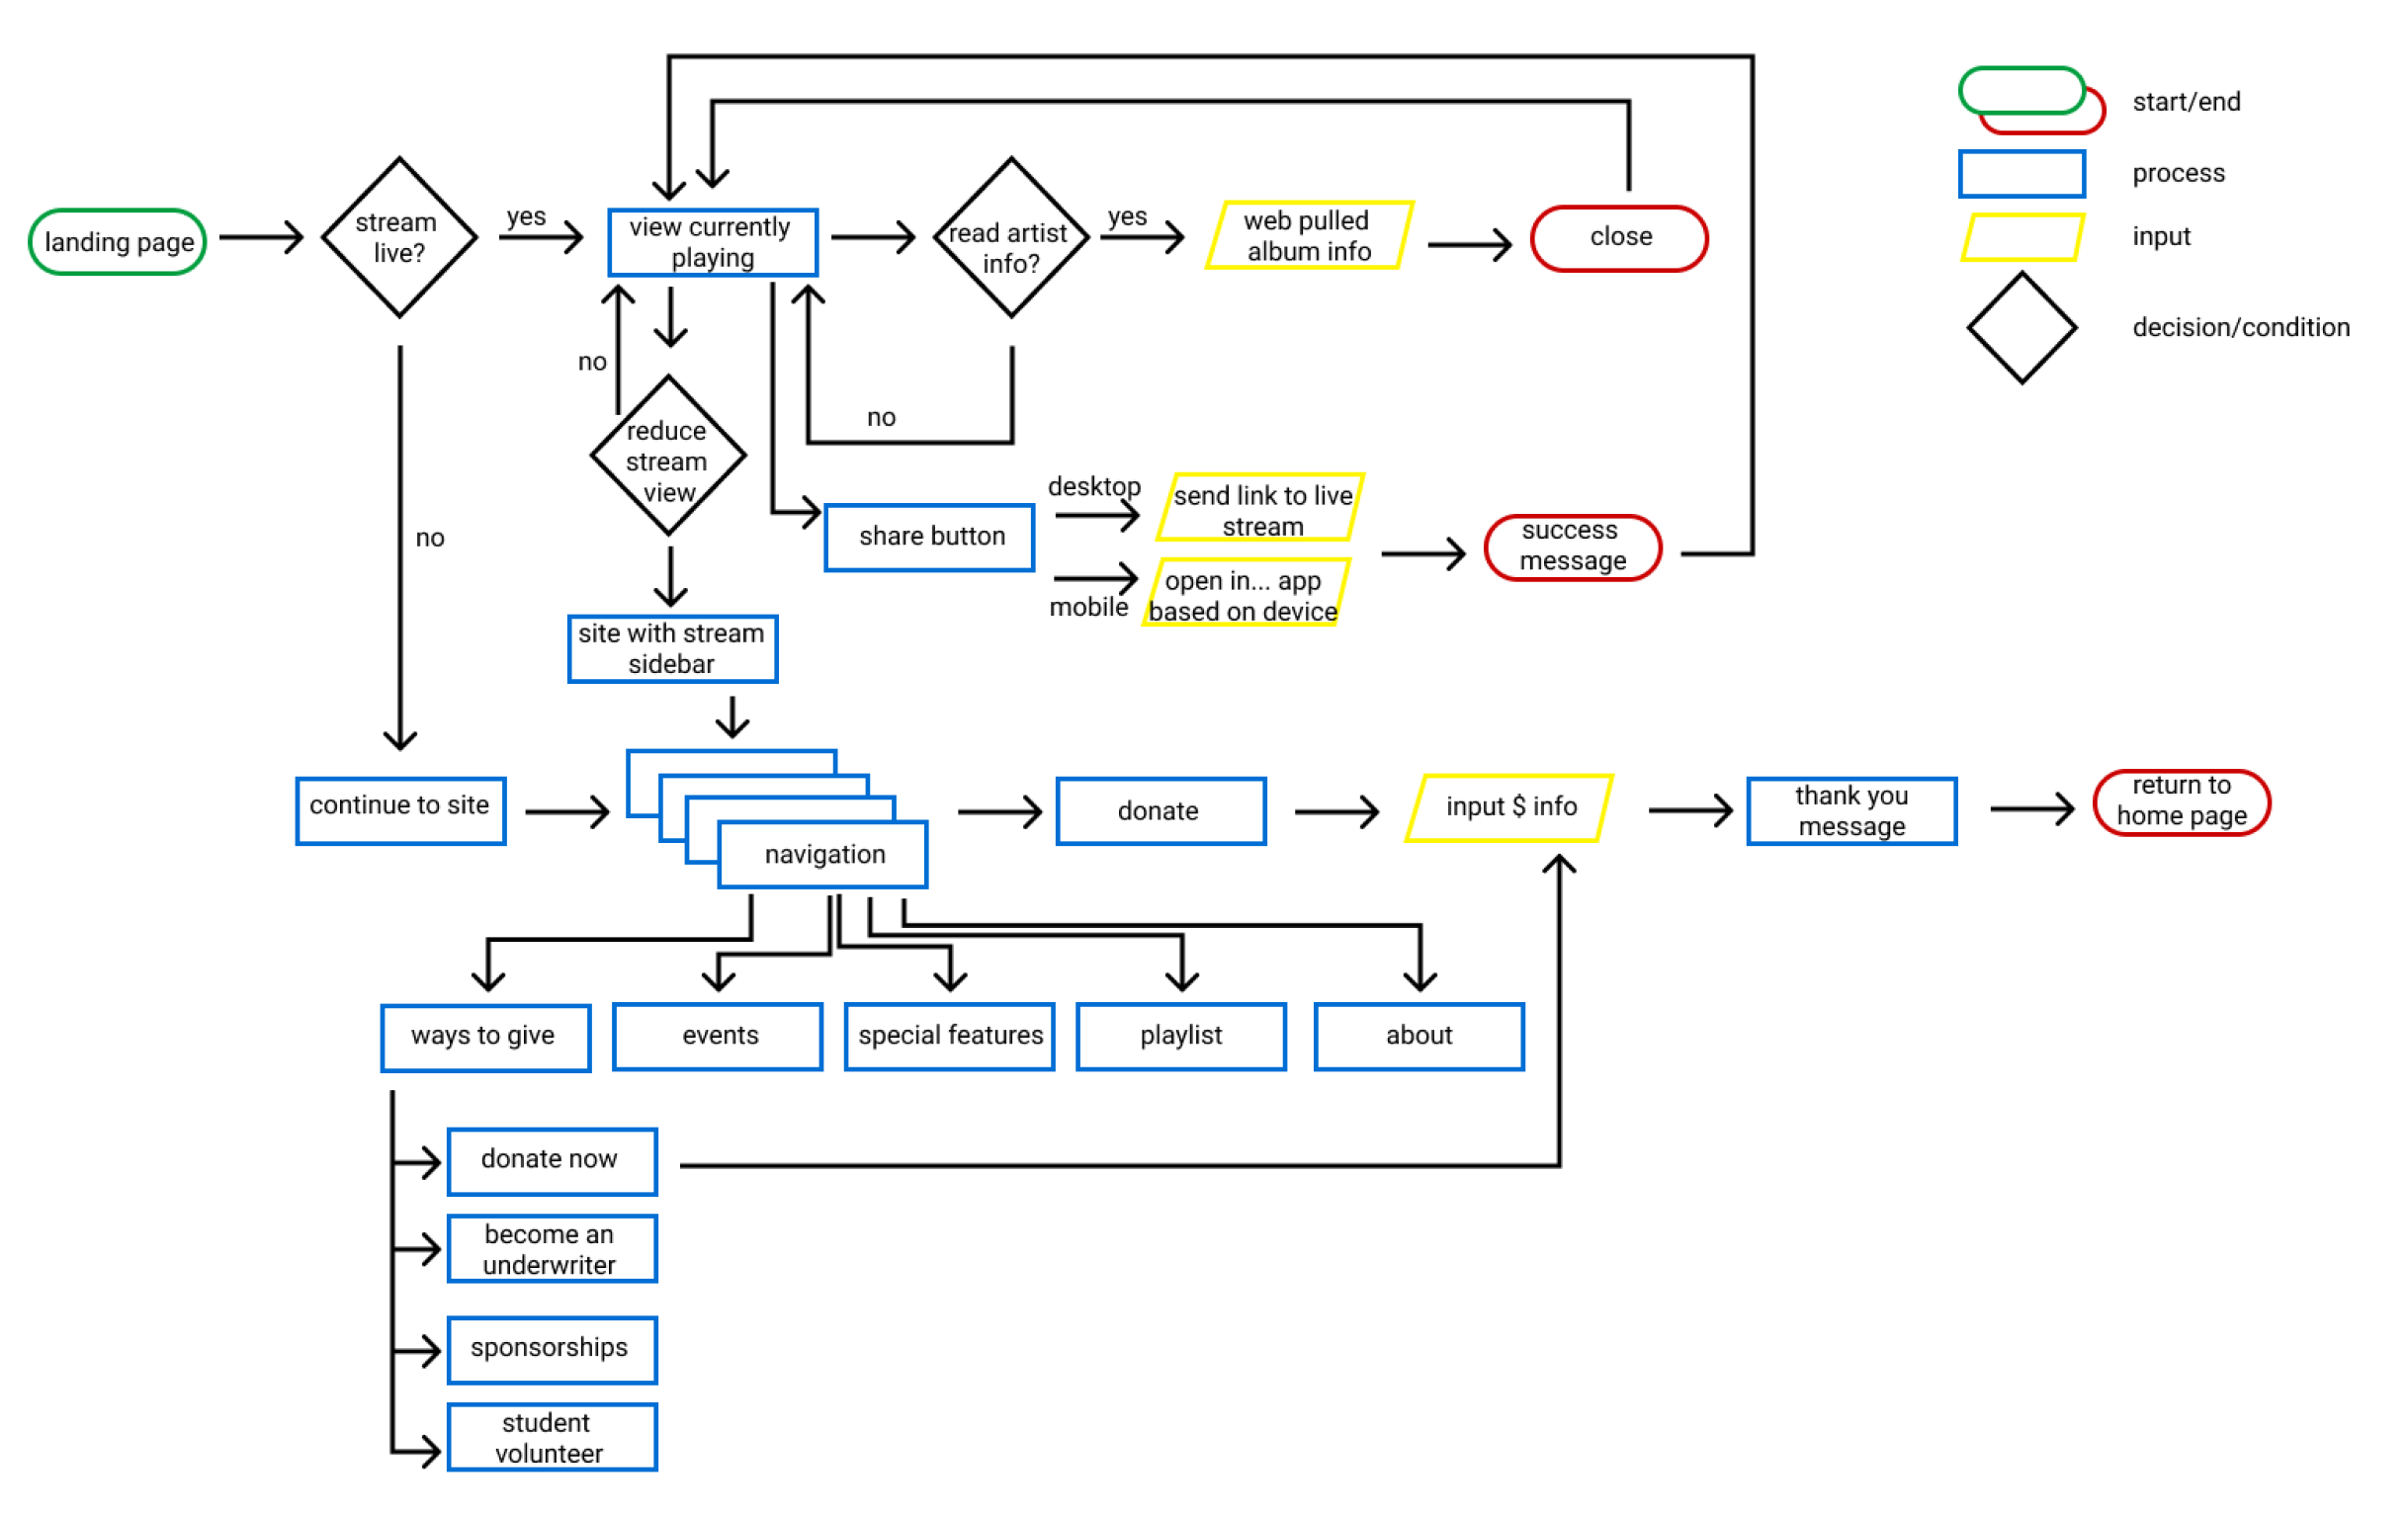 start/end
process
input
decision/condition
landing page
stream
live?
yes
view currently
playing
read artist
info?
yes
web pulled
album info
close
no
no
no
reduce
stream
view
share button
desktop
mobile
send link to live
stream
open in... app
based on device
success
message
site with stream
sidebar
continue to site
navigation
donate
input $ info
thank you
message
return to
home page
ways to give
events
special features
playlist
about
donate now
become an
underwriter
sponsorships
student
volunteer